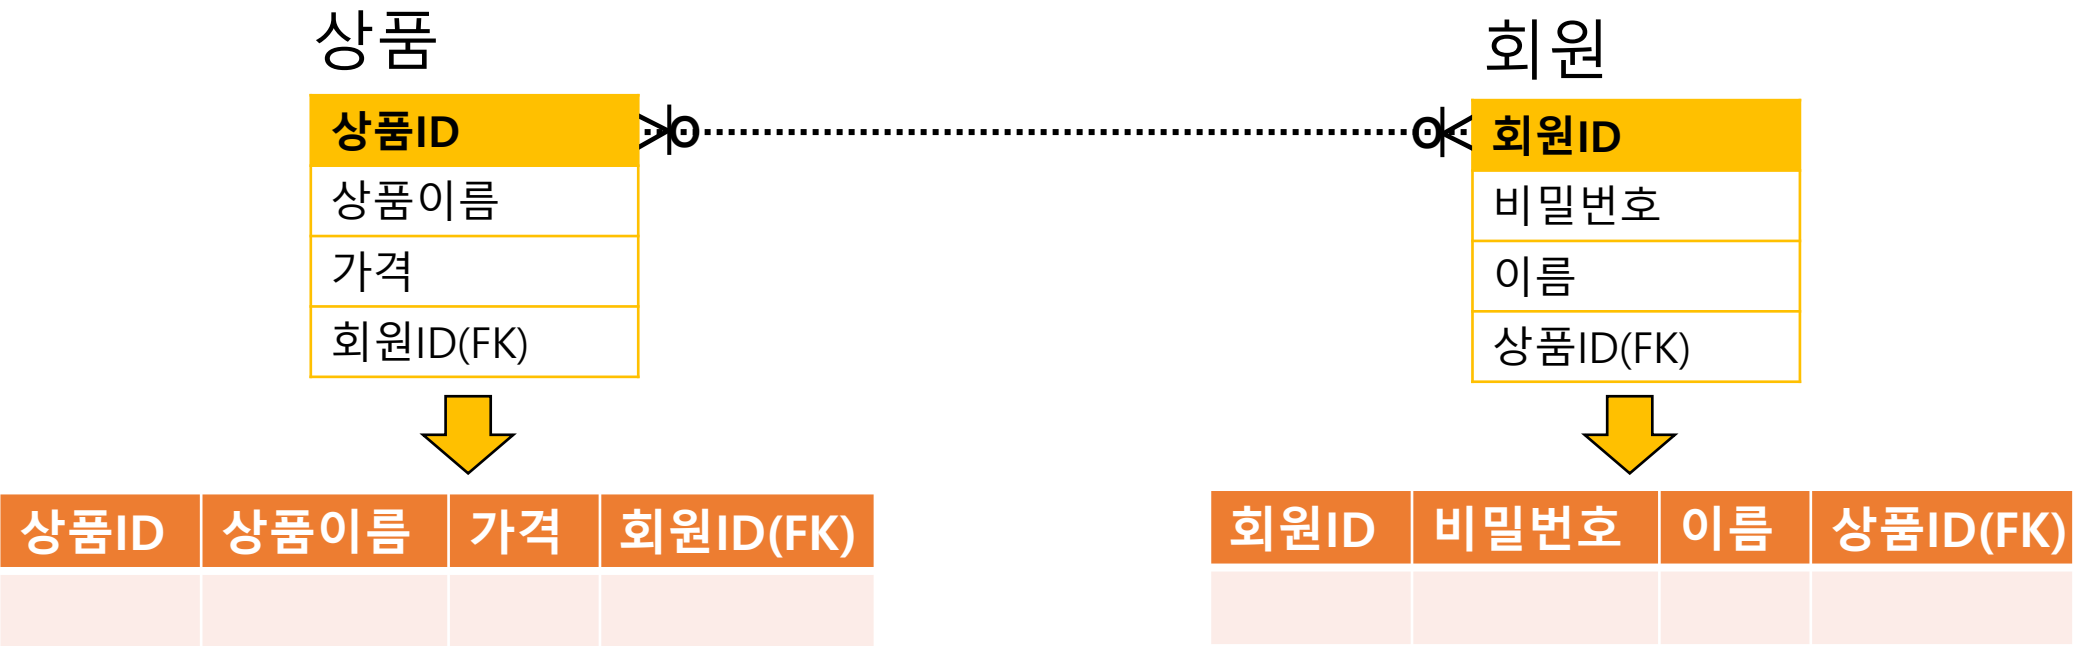 상품
상품ID
상품이름
가격
회원ID(FK)
회원
회원ID
비밀번호
이름
상품ID(FK)
상품ID 상품이름 가격 회원ID(FK)
회원ID 비밀번호 이름 상품ID(FK)